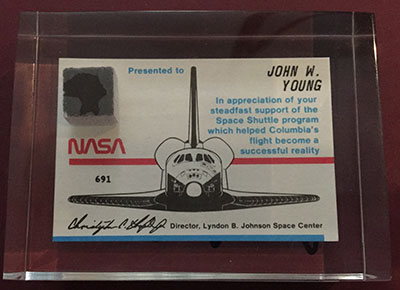 Presented to
JOHN W.
YOUNG
In appreciation of your
steadfast support of the
Space Shuttle program
which helped Columbia's
flight become a
successful reality
NASA
691
Director, Lyndon B. Johnson Space Center